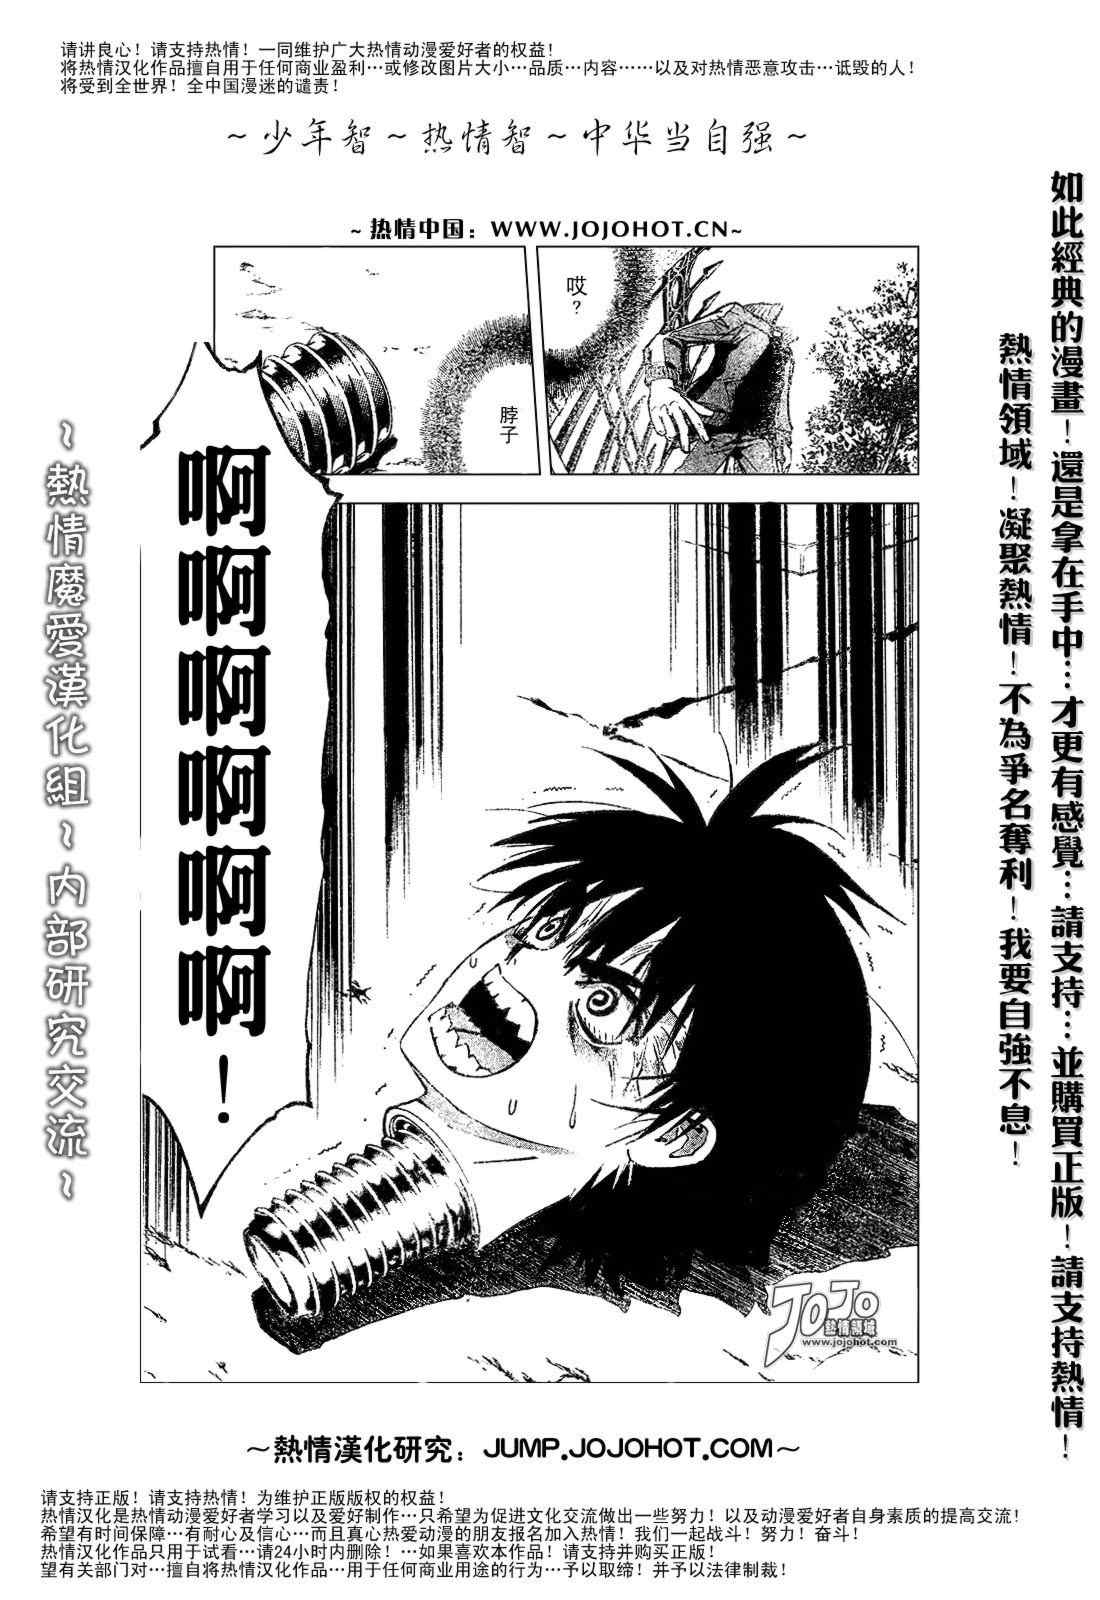 请讲良心！请支持热情！一同维护广大热情动漫爱好者的权益！
将热情汉化作品擅自用于任何商业盈利…或修改图片大小…品质…内容……以及对热情恶意攻击…诋毁的人！
将受到全世界！全中国漫迷的谴责！
～少年智～热情智～中华当自强～
～热情中国：WWW.JOJOHOT.CN～
如此經典的漫畫！還是拿在手中…才更有感覺…請支持…並購買正版！請支持熱情！
熱情領域！凝聚熱情！不為爭名奪利！我要自強不息！
哎？
脖子
啊啊啊啊啊啊！
～熱情魔愛漢化組～内部研究交流～
JOJO
熱情領域
www.jojohot.com
～熱情漢化研究：JUMP.JOJOHOT.COM～
请支持正版！请支持热情！为维护正版版权的权益！
热情汉化是热情动漫爱好者学习以及爱好制作…只希望为促进文化交流做出一些努力！以及动漫爱好者自身素质的提高交流！
希望有时间保障…有耐心及信心…而且真心热爱动漫的朋友报名加入热情！我们一起战斗！努力！奋斗！
热情汉化作品只用于试看…请24小时内删除！…如果喜欢本作品！请支持并购买正版！
望有关部门对…擅自将热情汉化作品…用于任何商业用途的行为…予以取缔！并予以法律制裁！